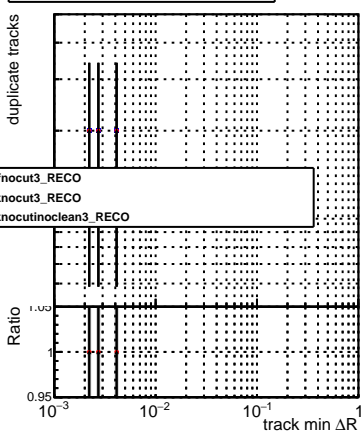 duplicate tracks
nocut3_RECO
nocut3_RECO
nocutinoclean3_RECO
1.05
Ratio
1
0.95
10−3 10−2 10−1 1
track min ΔR